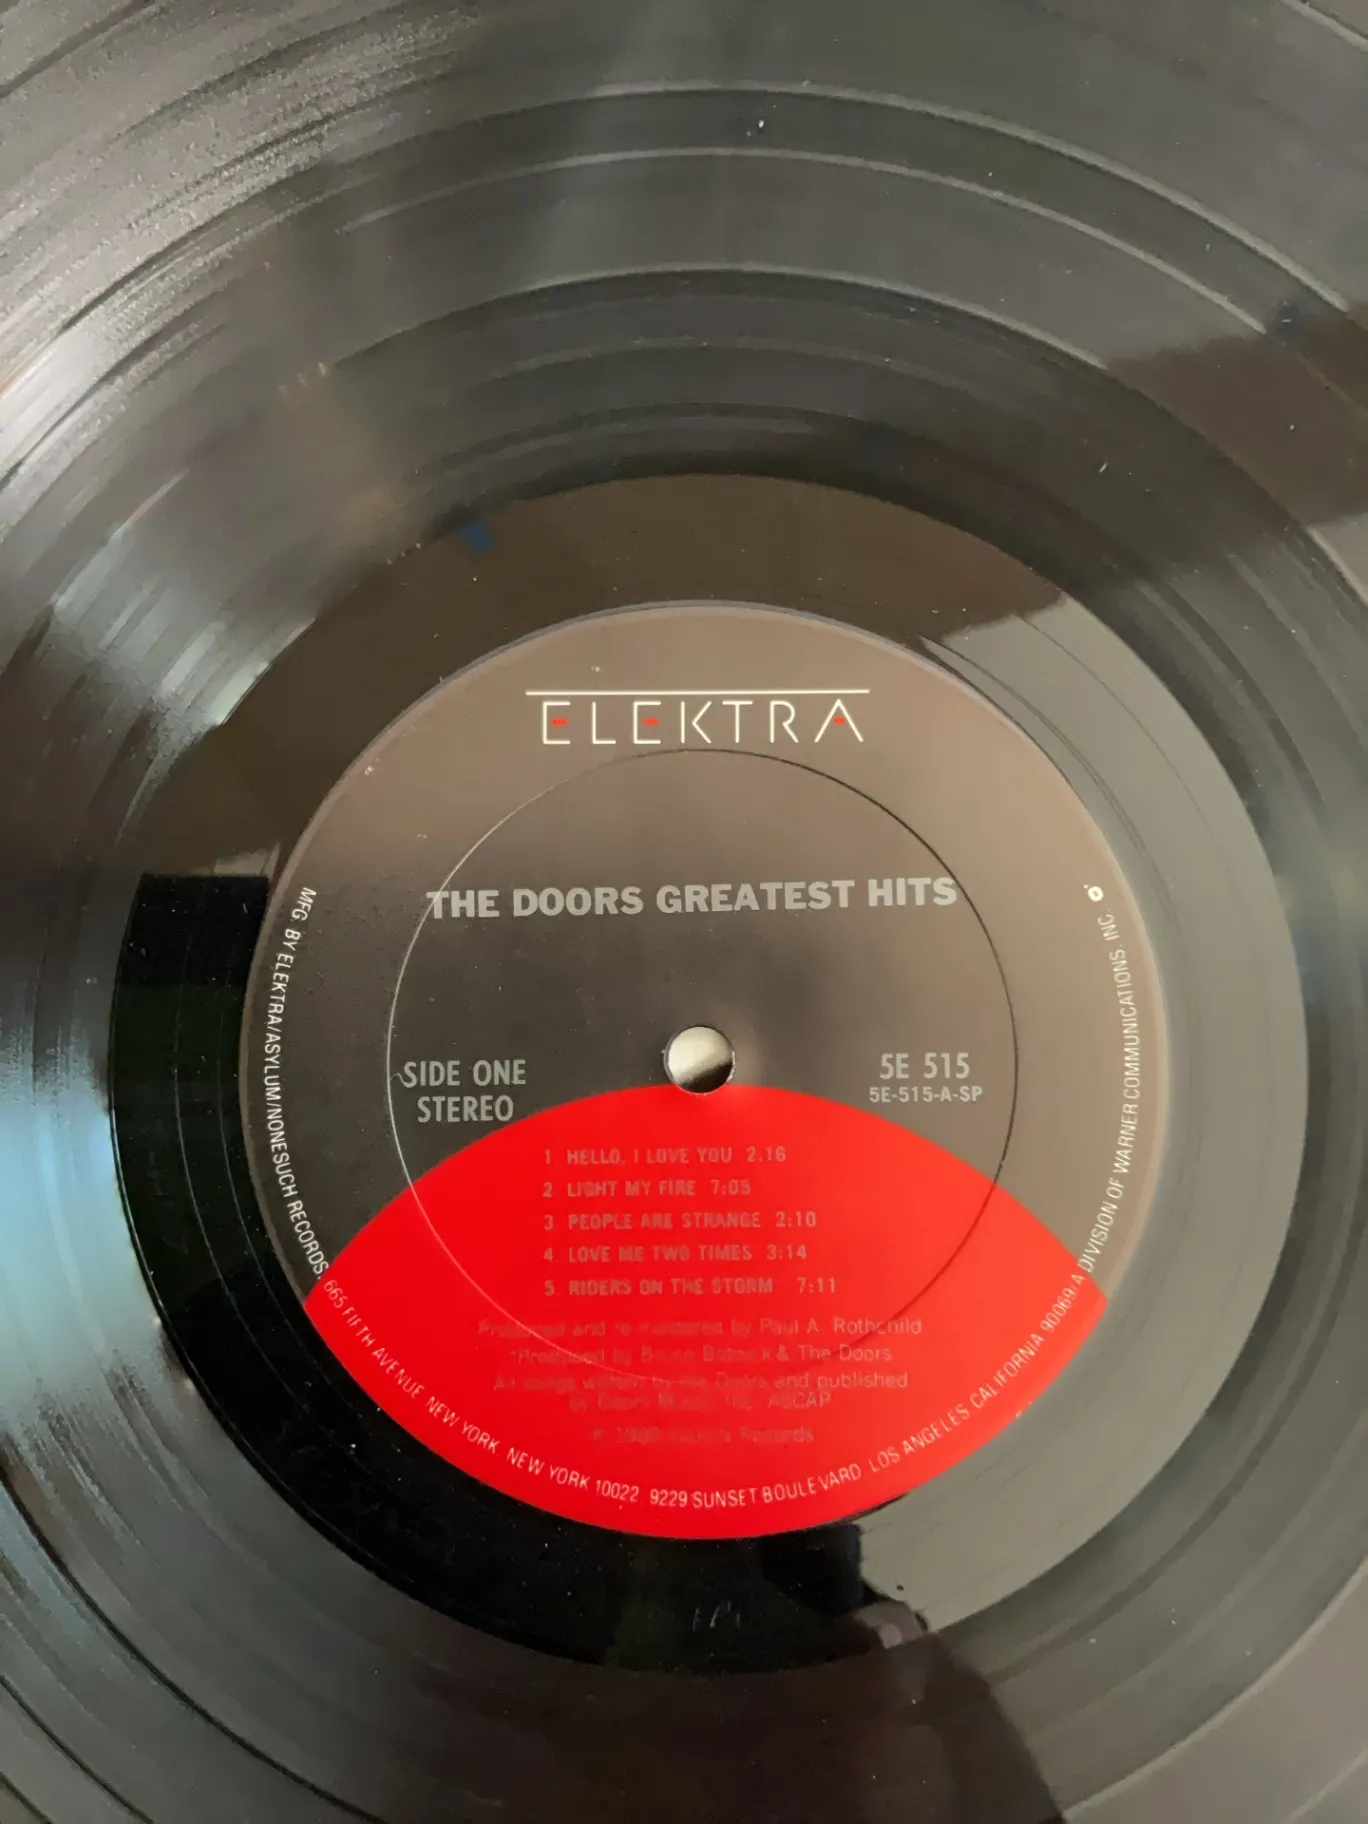 ELEKTRA
THE DOORS GREATEST HITS
SIDE ONE
STEREO
5E 515
5E-515-A-SP
1 HELLO, I LOVE YOU 2:16
2 LIGHT MY FIRE 7:05
3 PEOPLE ARE STRANGE 2:10
4 LOVE ME TWO TIMES 3:14
5 RIDERS ON THE STORM 7:11
Produced and re-mastered by Paul A. Rothchild
*Produced by Bruce Botnick & The Doors
All songs written by the Doors and published
by Doors Music, Inc. ASCAP
Records
MFG. BY ELEKTRA/ASYLUM/NONESUCH RECORDS, 665 FIFTH AVENUE NEW YORK, NEW YORK 10022 9229 SUNSET BOULEVARD LOS ANGELES, CALIFORNIA 90069. A DIVISION OF WARNER COMMUNICATIONS, INC.